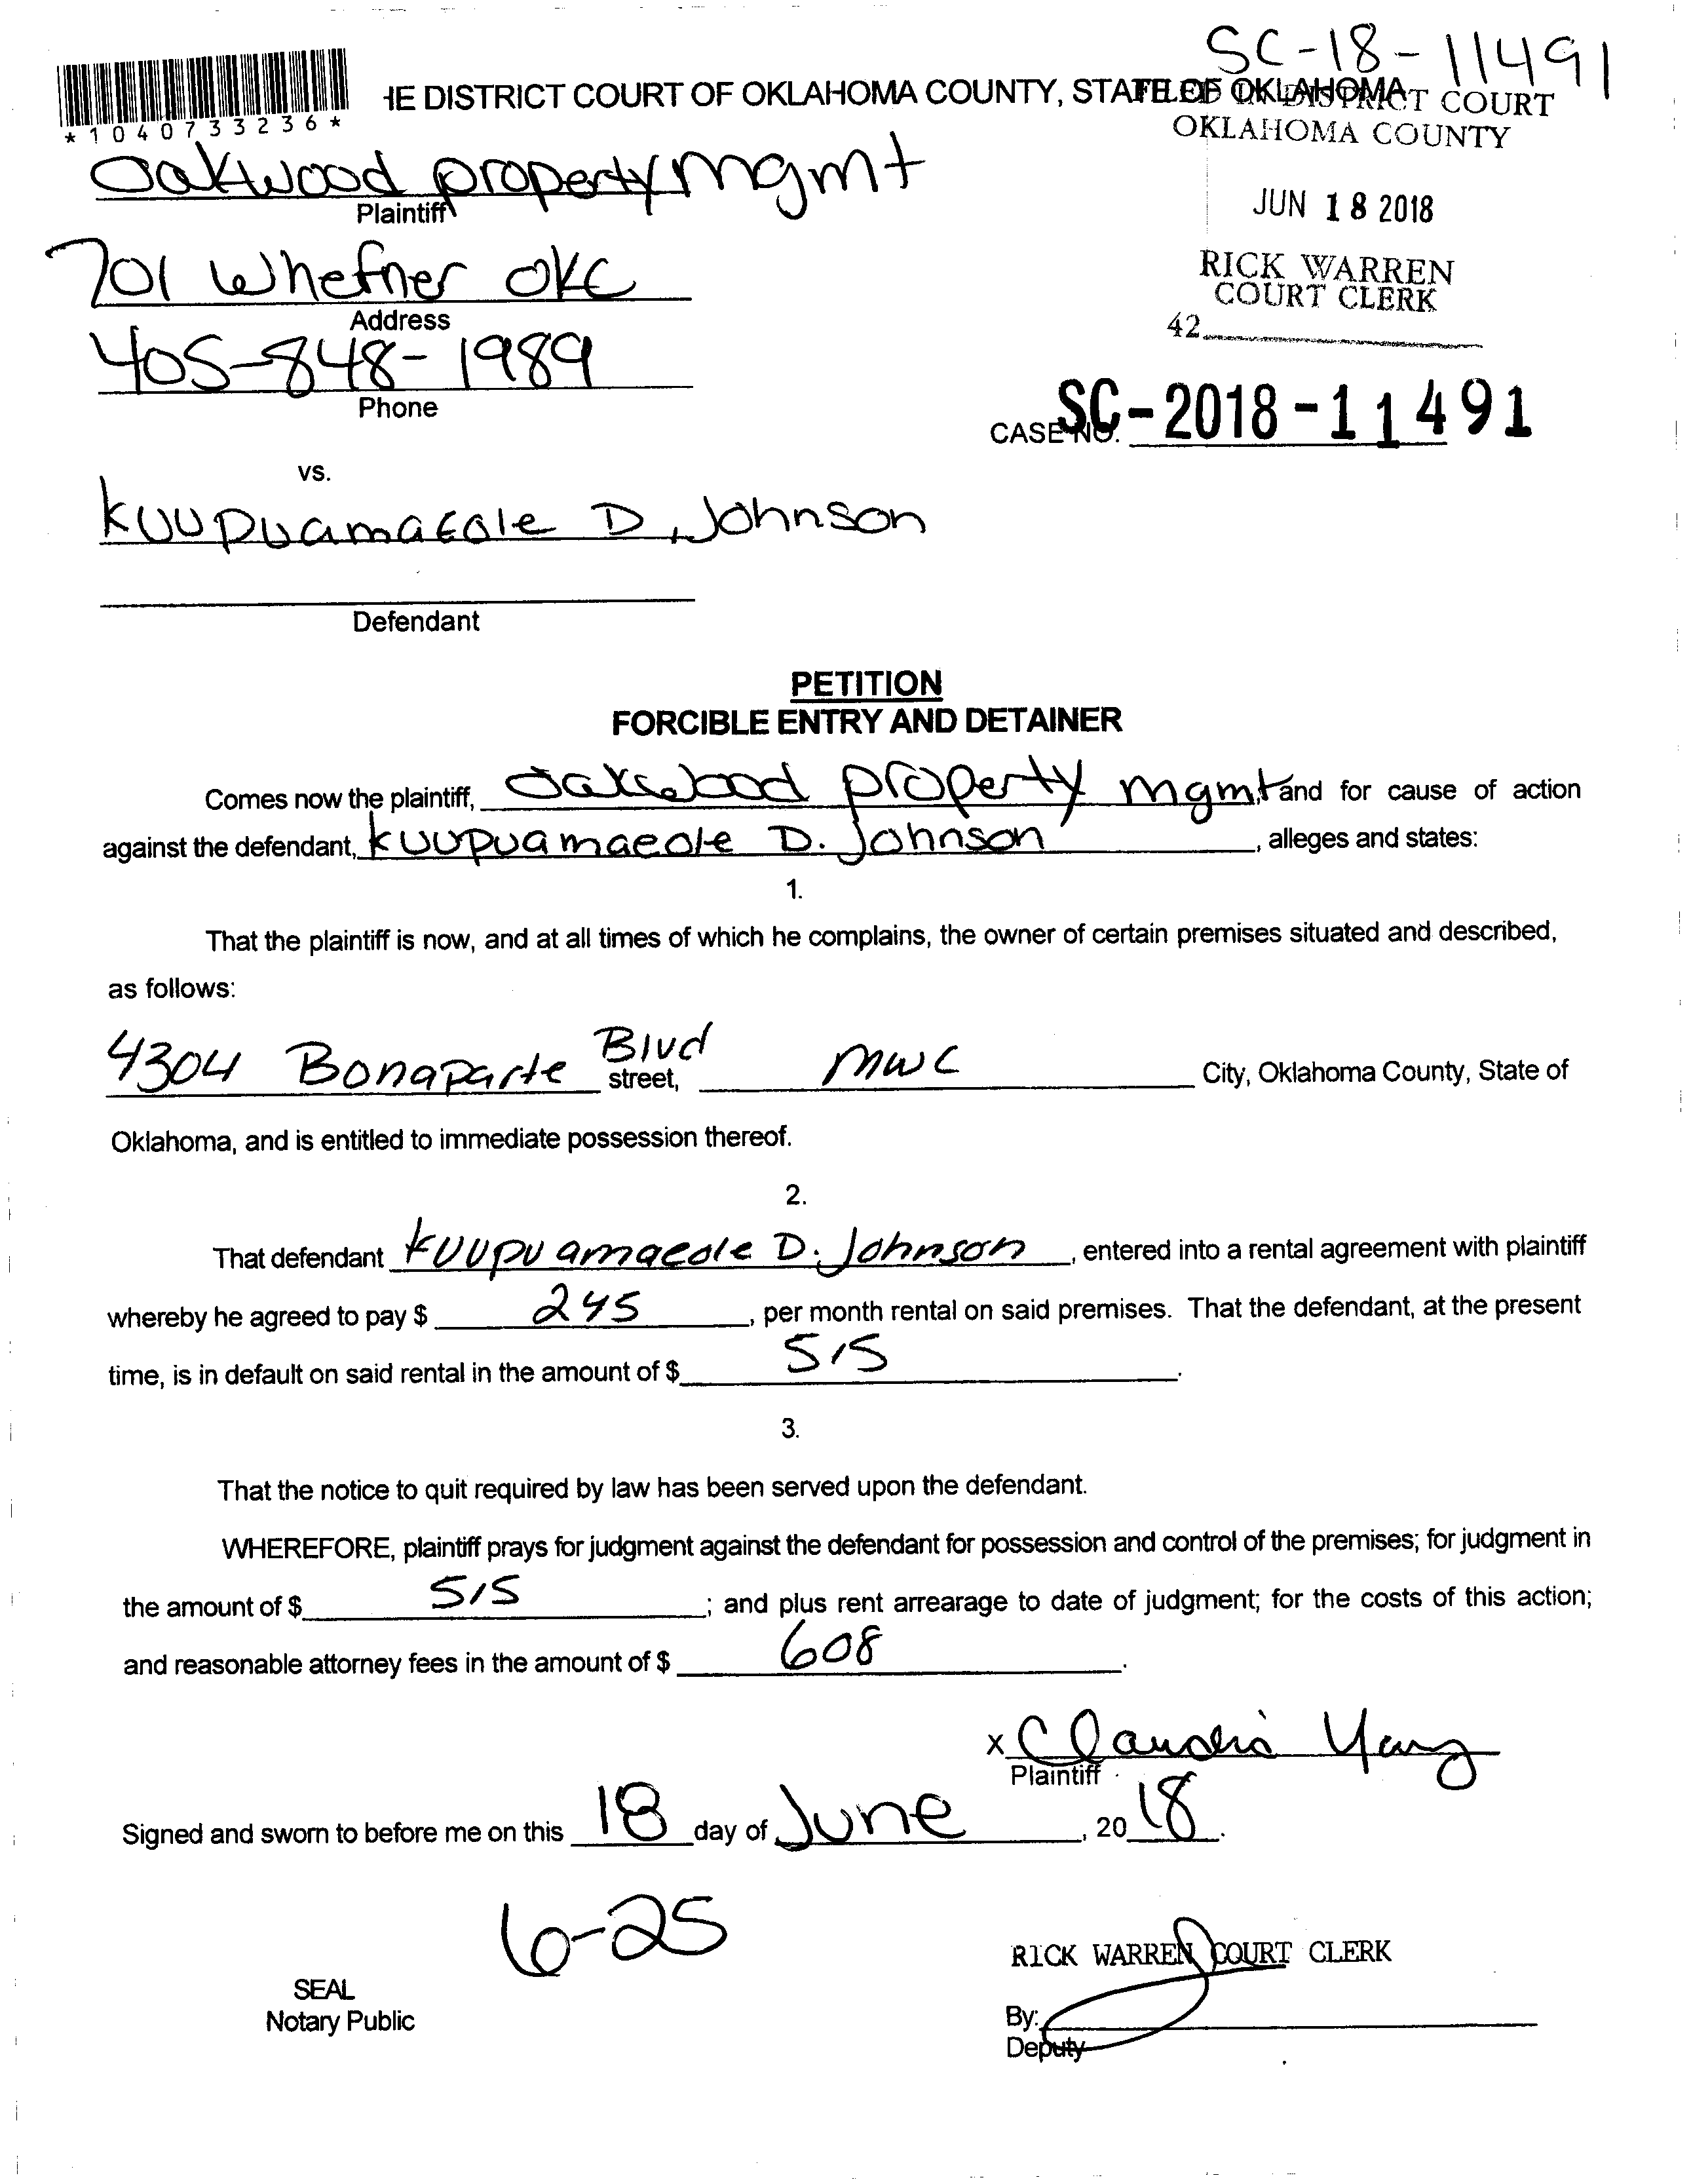 SC-18-11491
HE DISTRICT COURT OF OKLAHOMA COUNTY, STATE OF OKLAHOMA
FILED IN DISTRICT COURT
OKLAHOMA COUNTY
*1040733236*
Oakwood property mgmt
Plaintiff
JUN 18 2018
701 Whefner OKC
Address
RICK WARREN
COURT CLERK
42
405-848-1989
Phone
CASE NO. SC-2018-11491
vs.
Kuupuamaeole D. Johnson
Defendant
PETITION
FORCIBLE ENTRY AND DETAINER
Comes now the plaintiff, Oakwood property mgmt and for cause of action
against the defendant, Kuupuamaeole D. Johnson, alleges and states:
1.
That the plaintiff is now, and at all times of which he complains, the owner of certain premises situated and described,
as follows:
4304 Bonaparte Blvd street, MWC City, Oklahoma County, State of
Oklahoma, and is entitled to immediate possession thereof.
2.
That defendant Kuupuamaeole D. Johnson, entered into a rental agreement with plaintiff
whereby he agreed to pay $ 245, per month rental on said premises. That the defendant, at the present
time, is in default on said rental in the amount of $ 515.
3.
That the notice to quit required by law has been served upon the defendant.
WHEREFORE, plaintiff prays for judgment against the defendant for possession and control of the premises; for judgment in
the amount of $ 515; and plus rent arrearage to date of judgment; for the costs of this action;
and reasonable attorney fees in the amount of $ 608.
x Claudia
Plaintiff
Signed and sworn to before me on this 18 day of June, 2018.
6-25
RICK WARREN COURT CLERK
SEAL
Notary Public
By:
Deputy